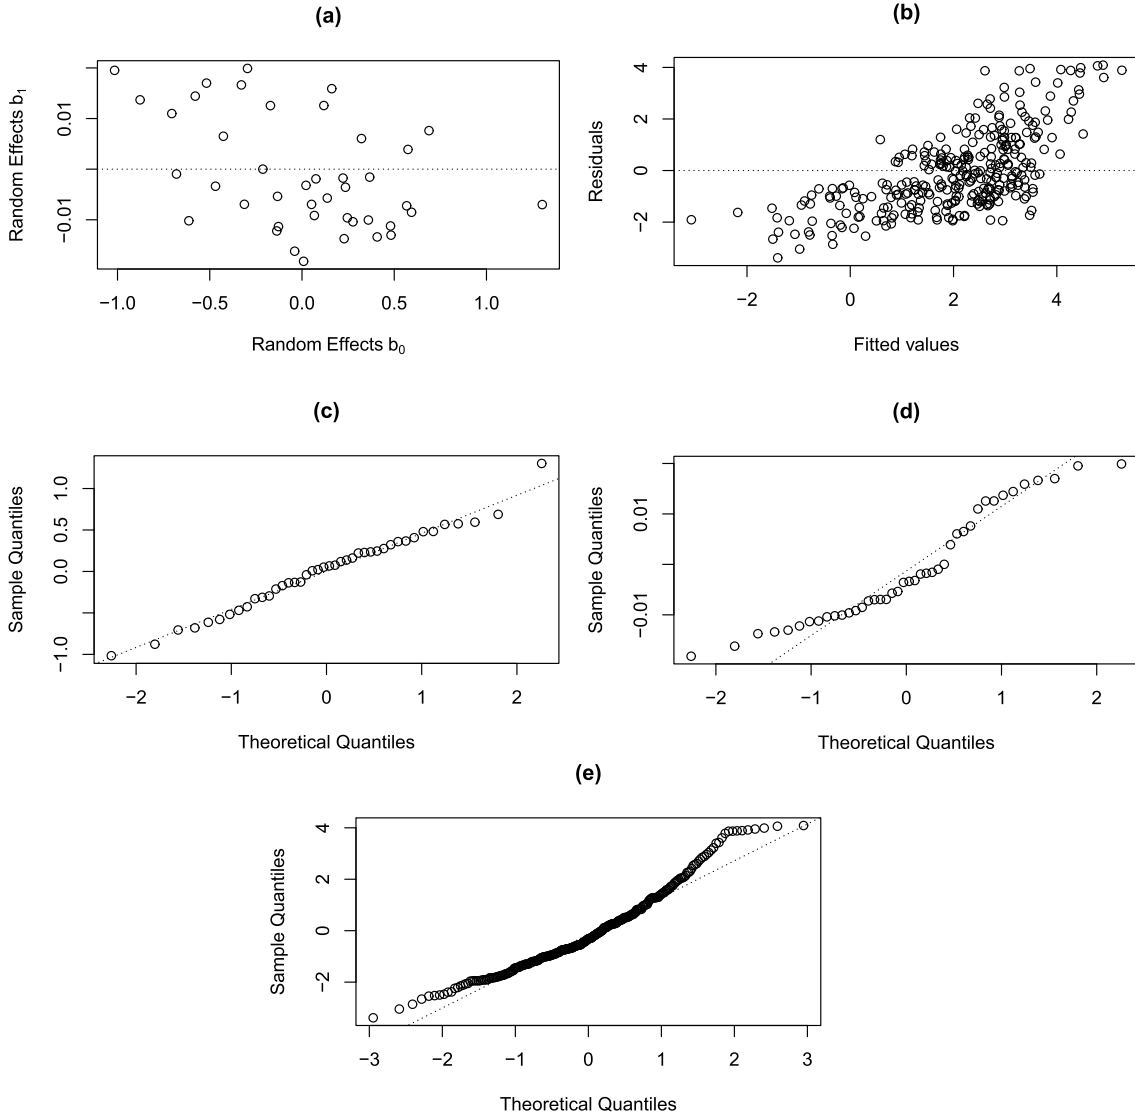 (a)
Random Effects b1
0.01
−0.01
−1.0 −0.5 0.0 0.5 1.0
Random Effects b0
(b)
Residuals
4
2
0
−2
−2 0 2 4
Fitted values
(c)
Sample Quantiles
1.0
0.5
0.0
−1.0
−2 −1 0 1 2
Theoretical Quantiles
(d)
Sample Quantiles
0.01
−0.01
−2 −1 0 1 2
Theoretical Quantiles
(e)
Sample Quantiles
4
2
0
−2
−3 −2 −1 0 1 2 3
Theoretical Quantiles